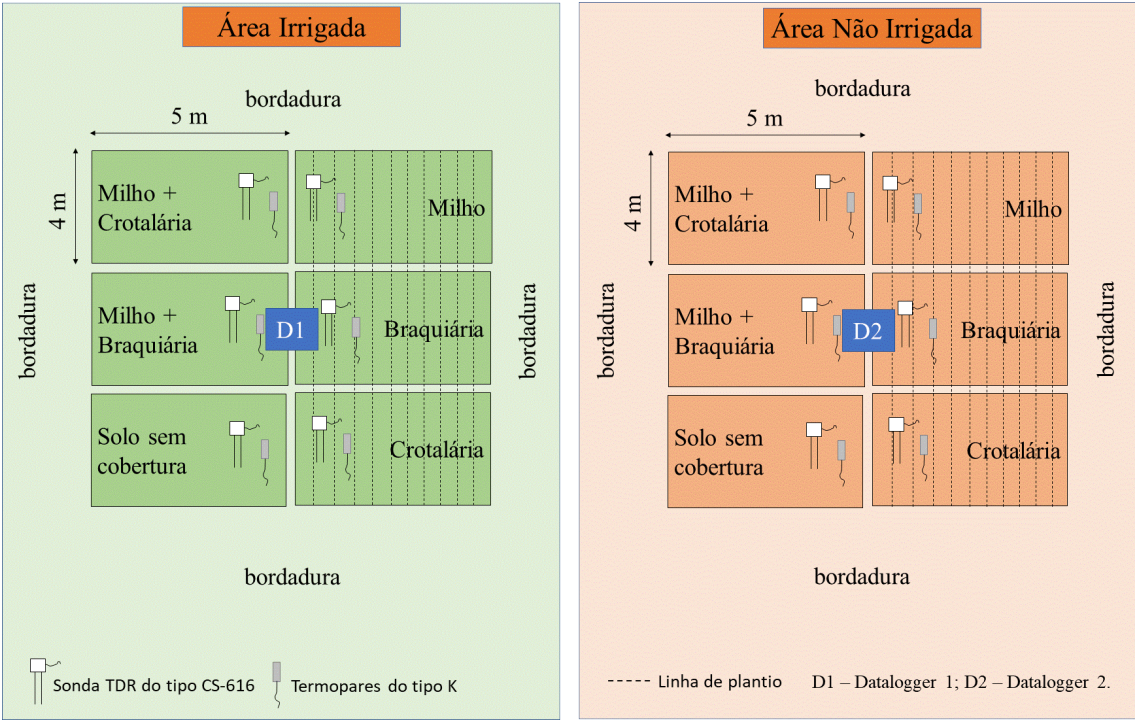 Área Irrigada
bordadura
5 m
4 m
Milho +
Crotalária
Milho
bordadura
Milho +
Braquiária
D1
Braquiária
bordadura
Solo sem
cobertura
Crotalária
bordadura
Sonda TDR do tipo CS-616
Termopares do tipo K
Área Não Irrigada
bordadura
5 m
4 m
Milho +
Crotalária
Milho
bordadura
Milho +
Braquiária
D2
Braquiária
bordadura
Solo sem
cobertura
Crotalária
bordadura
Linha de plantio
D1 – Datalogger 1; D2 – Datalogger 2.